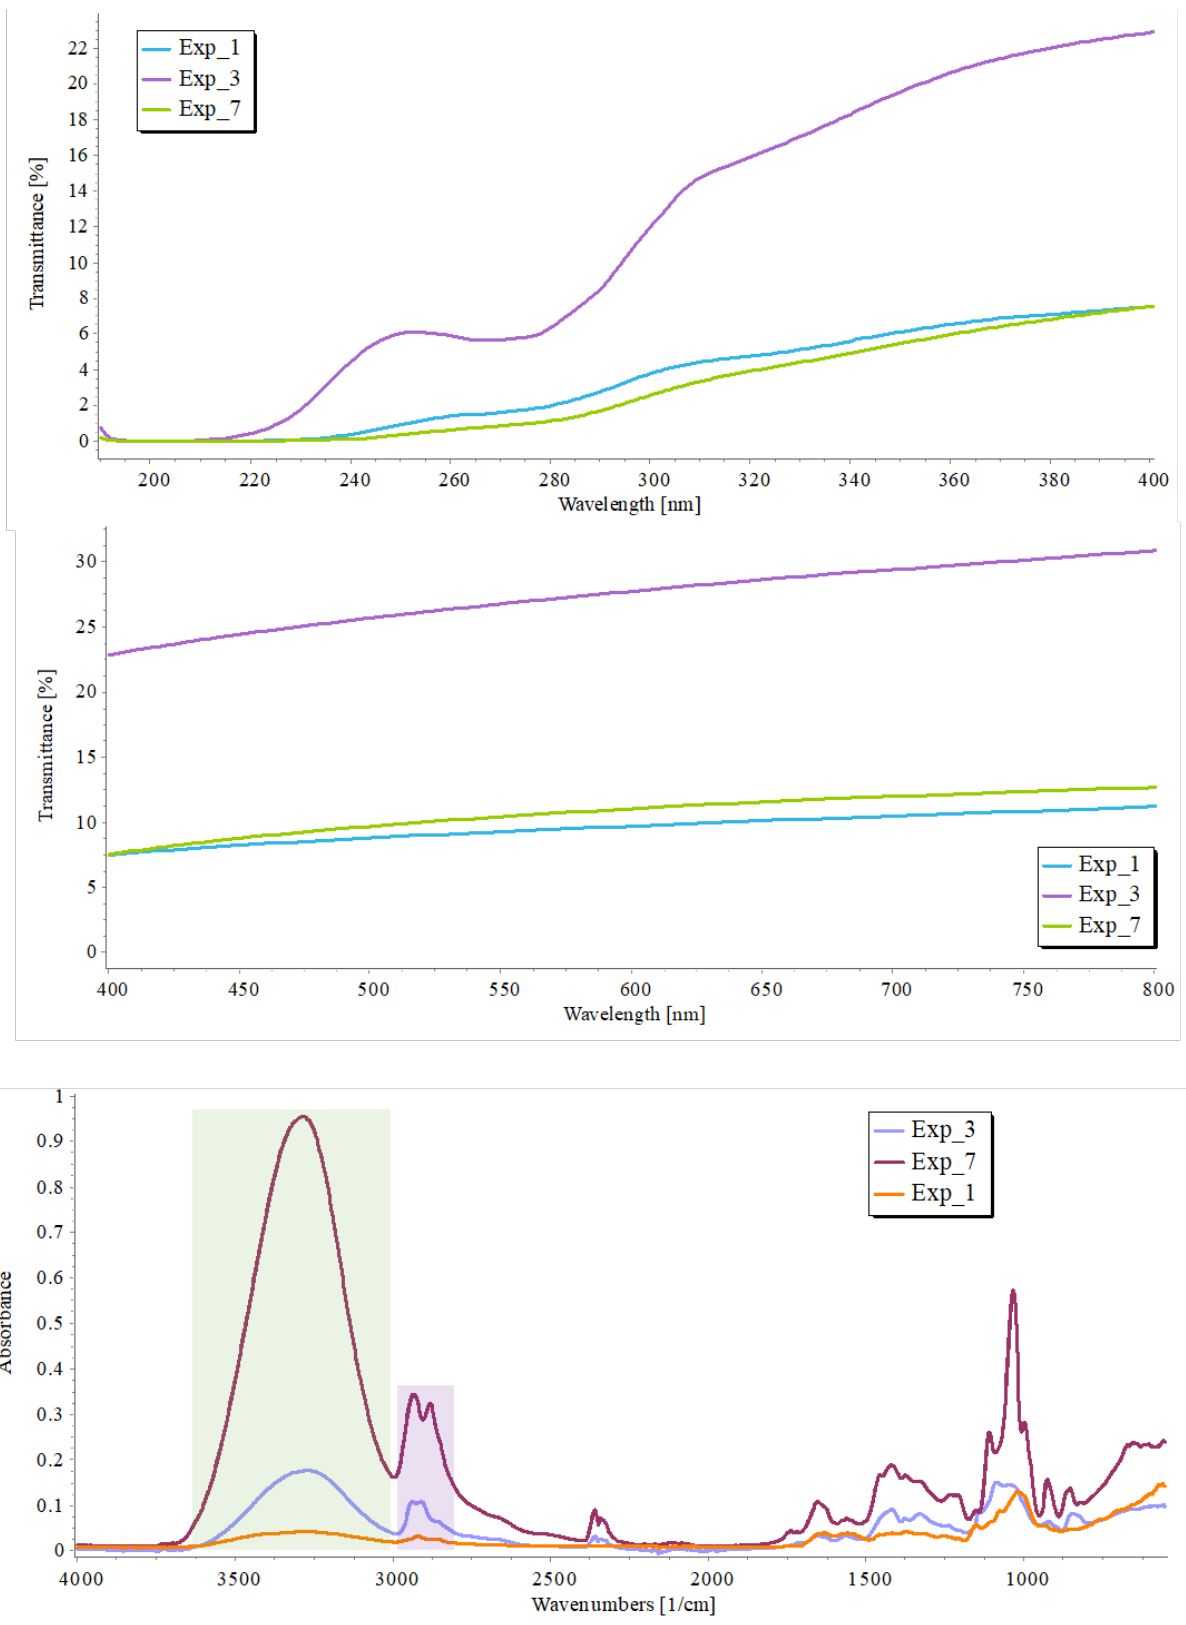 Exp_1
Exp_3
Exp_7
22
20
18
16
14
12
10
8
6
4
2
0
Transmittance [%]
200 220 240 260 280 300 320 340 360 380 400
Wavelength [nm]
30
25
20
15
10
5
0
Transmittance [%]
Exp_1
Exp_3
Exp_7
400 450 500 550 600 650 700 750 800
Wavelength [nm]
1
0.9
0.8
0.7
0.6
0.5
0.4
0.3
0.2
0.1
0
Absorbance
Exp_3
Exp_7
Exp_1
4000 3500 3000 2500 2000 1500 1000
Wavenumbers [1/cm]